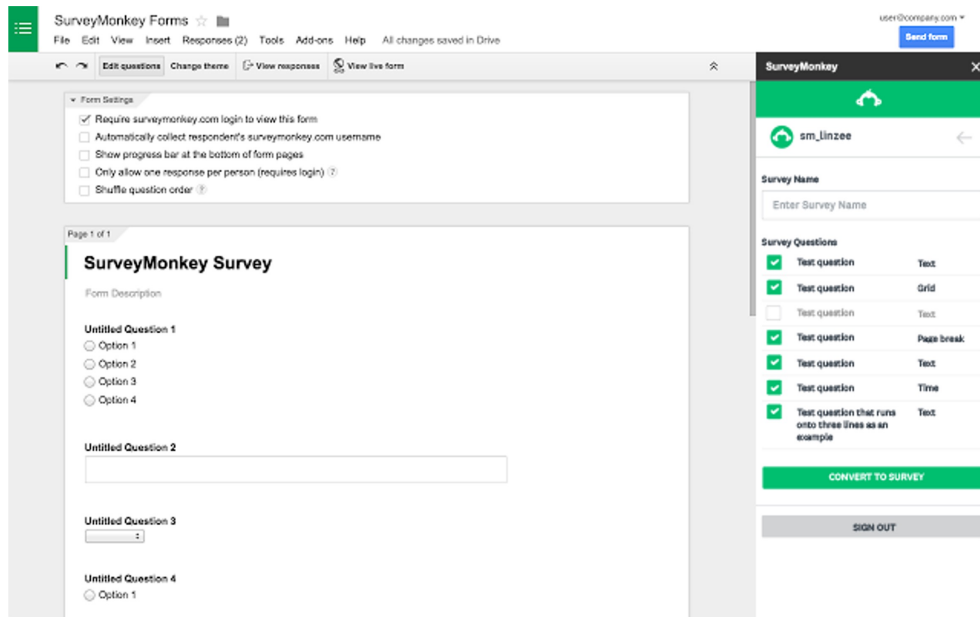 SurveyMonkey Forms
user@company.com
File Edit View Insert Responses (2) Tools Add-ons Help All changes saved in Drive
Send form
Edit questions Change theme View responses View live form
SurveyMonkey
Form Settings
Require surveymonkey.com login to view this form
Automatically collect respondent's surveymonkey.com username
Show progress bar at the bottom of form pages
Only allow one response per person (requires login) ?
Shuffle question order ?
Page 1 of 1
SurveyMonkey Survey
Form Description
Untitled Question 1
Option 1
Option 2
Option 3
Option 4
Untitled Question 2
Untitled Question 3
Untitled Question 4
Option 1
sm_linzee
Survey Name
Enter Survey Name
Survey Questions
Test question Text
Test question Grid
Test question Text
Test question Page break
Test question Text
Test question Time
Test question that runs Text
onto three lines as an
example
CONVERT TO SURVEY
SIGN OUT